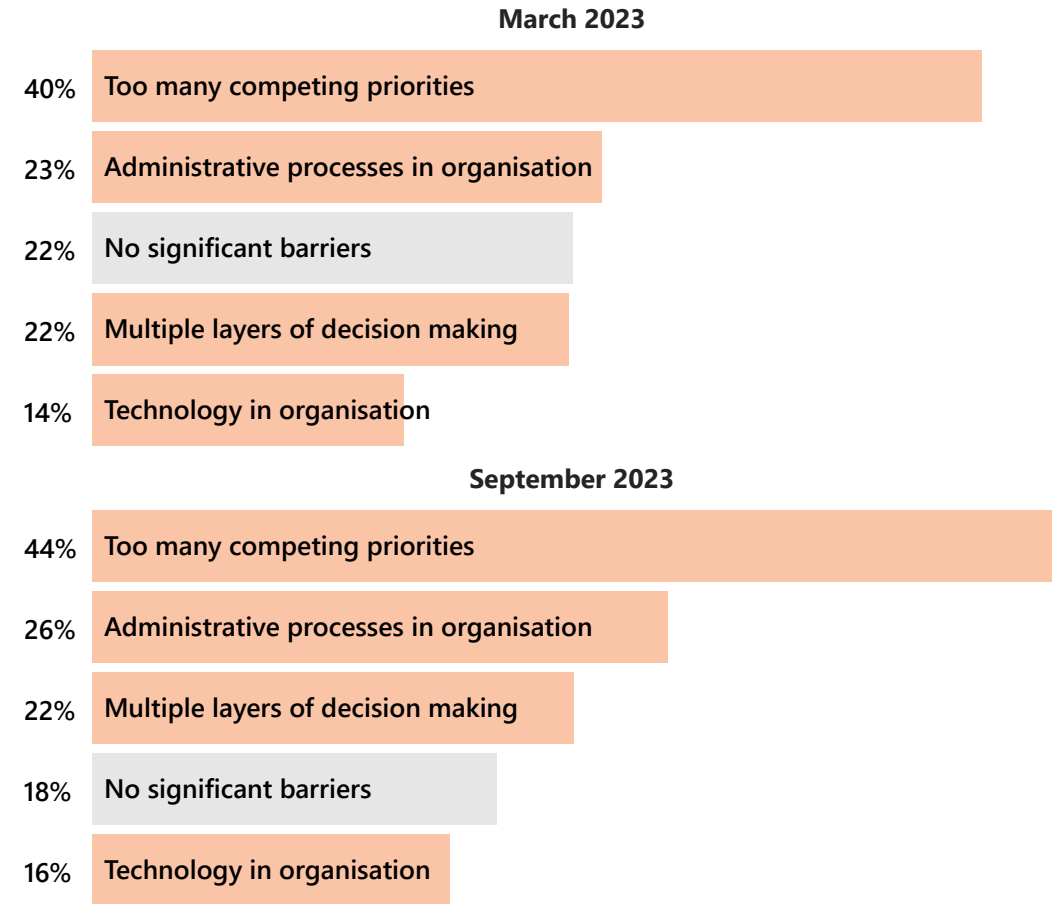 March 2023
40% Too many competing priorities
23% Administrative processes in organisation
22% No significant barriers
22% Multiple layers of decision making
14% Technology in organisation
September 2023
44% Too many competing priorities
26% Administrative processes in organisation
22% Multiple layers of decision making
18% No significant barriers
16% Technology in organisation